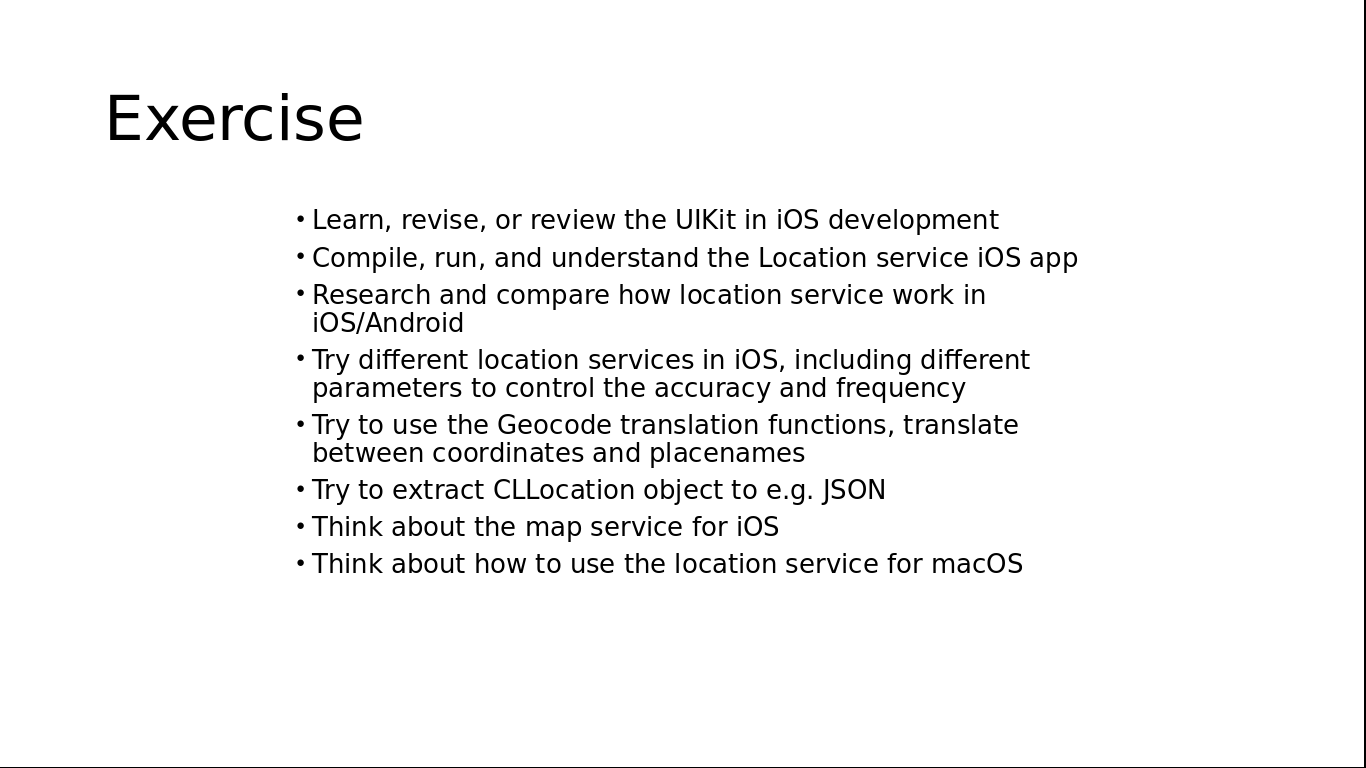 Exercise
• Learn, revise, or review the UIKit in iOS development
• Compile, run, and understand the Location service iOS app
• Research and compare how location service work in
iOS/Android
• Try different location services in iOS, including different
parameters to control the accuracy and frequency
• Try to use the Geocode translation functions, translate
between coordinates and placenames
• Try to extract CLLocation object to e.g. JSON
• Think about the map service for iOS
• Think about how to use the location service for macOS